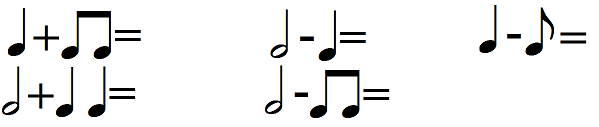 ♩+♫= 𝅗𝅥-♩= ♩-♪=
𝅗𝅥+♩ ♩= 𝅗𝅥-♫=